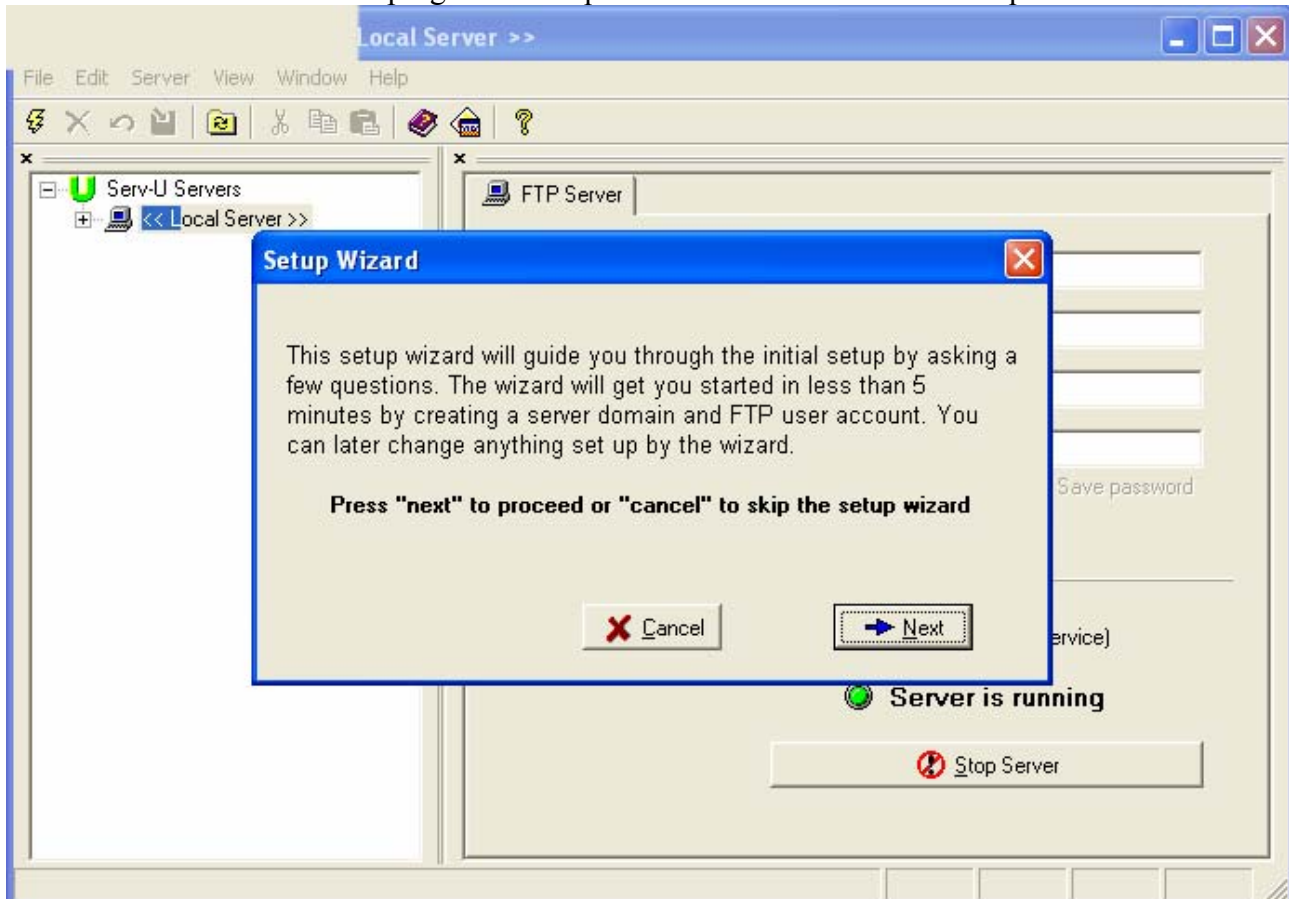 Local Server >>
File Edit Server View Window Help
Serv-U Servers
<< Local Server >>
FTP Server
Setup Wizard
This setup wizard will guide you through the initial setup by asking a
few questions. The wizard will get you started in less than 5
minutes by creating a server domain and FTP user account. You
can later change anything set up by the wizard.
Press "next" to proceed or "cancel" to skip the setup wizard
Save password
Cancel
Next
ervice)
Server is running
Stop Server